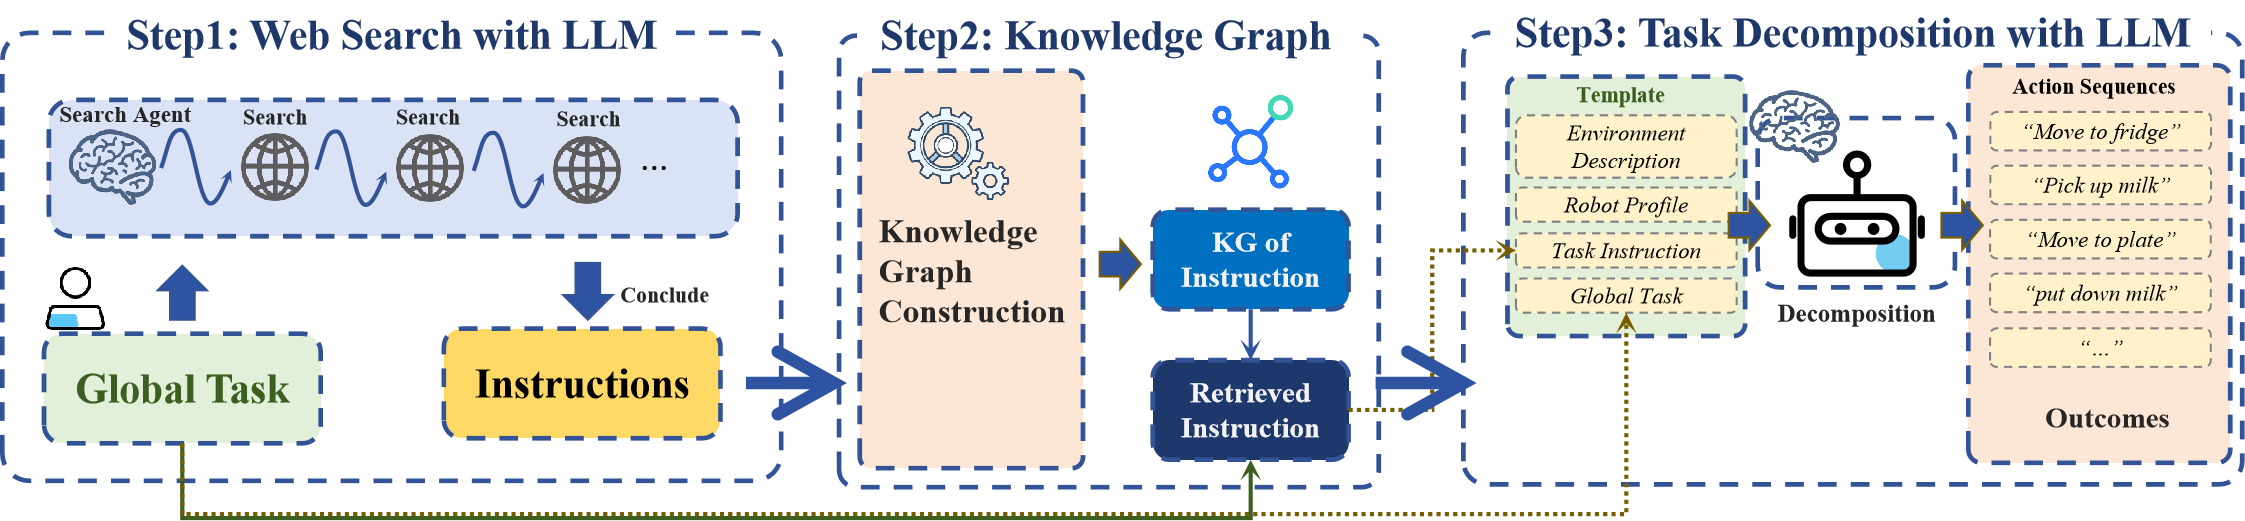 Step1: Web Search with LLM
Search Agent
Search
Search
Search
...
Conclude
Global Task
Instructions
Step2: Knowledge Graph
Knowledge
Graph
Construction
KG of
Instruction
Retrieved
Instruction
Step3: Task Decomposition with LLM
Template
Environment
Description
Robot Profile
Task Instruction
Global Task
Decomposition
Action Sequences
“Move to fridge”
“Pick up milk”
“Move to plate”
“put down milk”
“...”
Outcomes